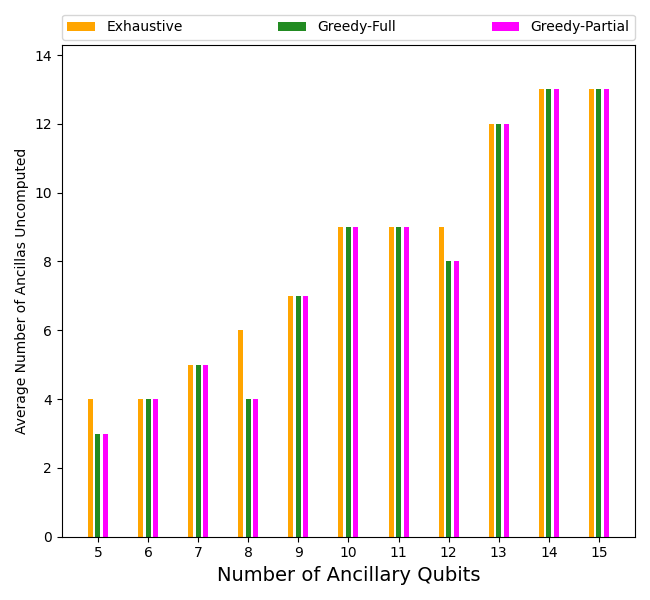 Exhaustive Greedy-Full Greedy-Partial
14
12
10
8
6
4
2
0
Average Number of Ancillas Uncomputed
5 6 7 8 9 10 11 12 13 14 15
Number of Ancillary Qubits